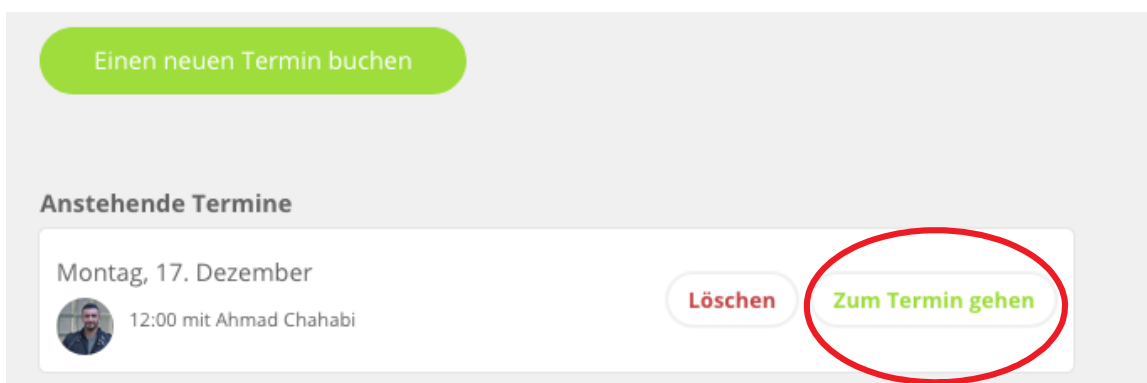 Einen neuen Termin buchen
Anstehende Termine
Montag, 17. Dezember
12:00 mit Ahmad Chahabi
Löschen
Zum Termin gehen